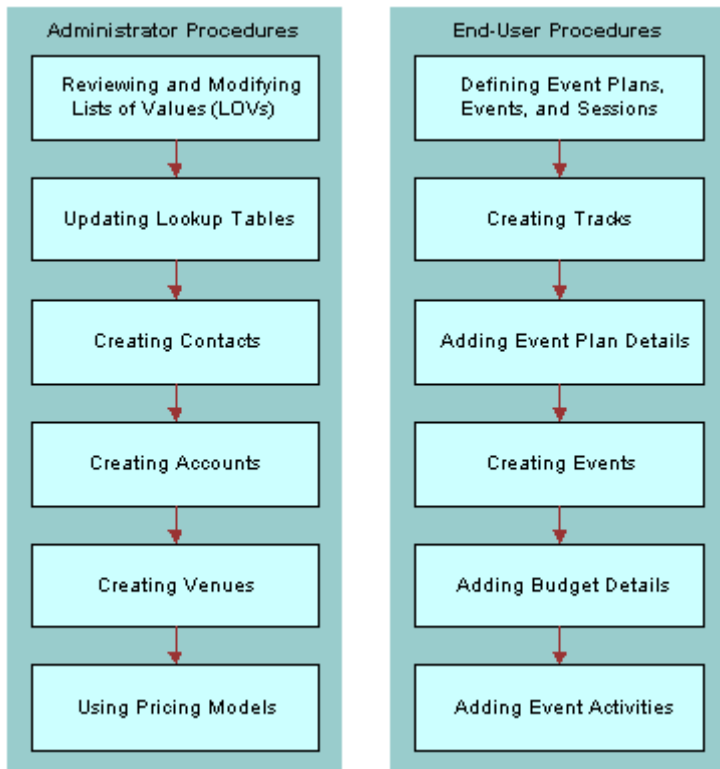 Administrator Procedures
Reviewing and Modifying
Lists of Values (LOVs)
Updating Lookup Tables
Creating Contacts
Creating Accounts
Creating Venues
Using Pricing Models
End-User Procedures
Defining Event Plans,
Events, and Sessions
Creating Tracks
Adding Event Plan Details
Creating Events
Adding Budget Details
Adding Event Activities